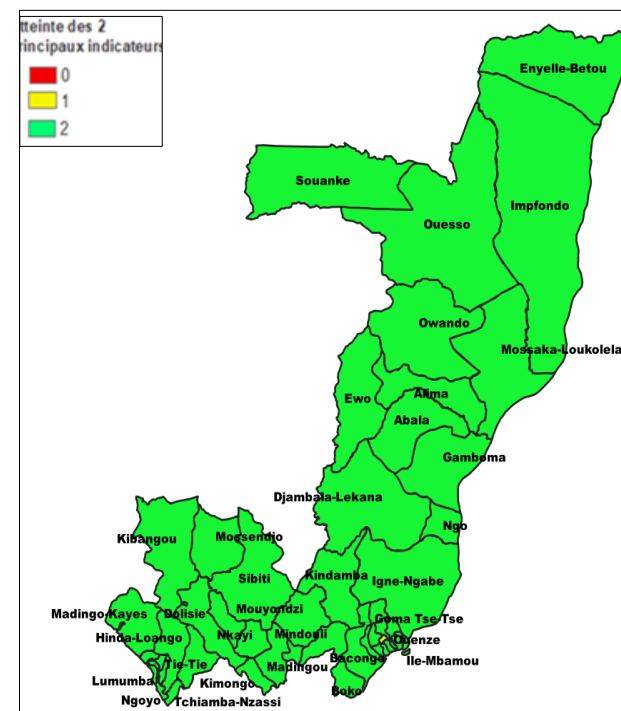 tteinte des 2
rincipaux indicateurs
0
1
2
Enyelle-Betou
Souanke
Impfondo
Ouesso
Owando
Mossaka-Loukolela
Alima
Ewo
Abala
Gamboma
Djambala-Lekana
Ngo
Kibangou
Mossendjo
Kindamba
Igne-Ngabe
Sibiti
Madingo-Kayes
Dolisie
Mouyondzi
Goma Tse-Tse
Hinda-Loango
Nkayi
Mindouli
Ouenze
Tie-Tie
Madingou
Bacongo
Ile-Mbamou
Lumumba
Kimongo
Boko
Ngoyo
Tchiamba-Nzassi